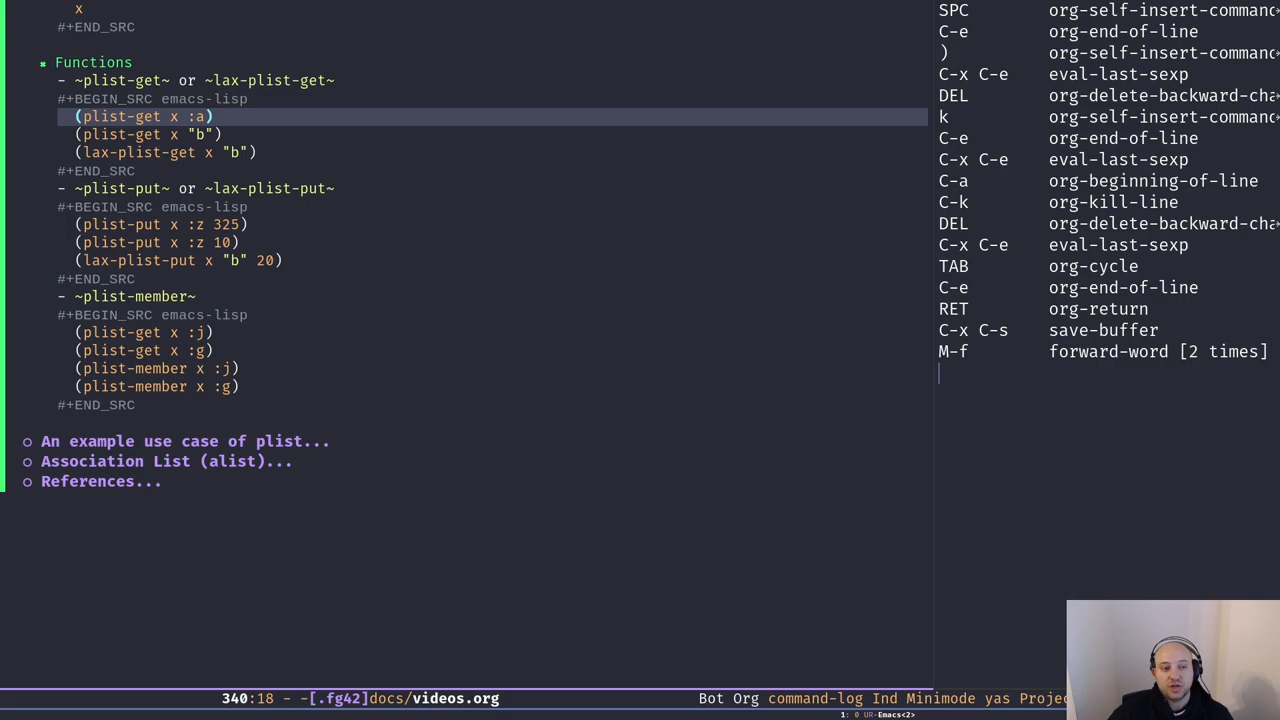 x
#+END_SRC
Functions
- ~plist-get~ or ~lax-plist-get~
#+BEGIN_SRC emacs-lisp
(plist-get x :a)
(plist-get x "b")
(lax-plist-get x "b")
#+END_SRC
- ~plist-put~ or ~lax-plist-put~
#+BEGIN_SRC emacs-lisp
(plist-put x :z 325)
(plist-put x :z 10)
(lax-plist-put x "b" 20)
#+END_SRC
- ~plist-member~
#+BEGIN_SRC emacs-lisp
(plist-get x :j)
(plist-get x :g)
(plist-member x :j)
(plist-member x :g)
#+END_SRC
An example use case of plist...
Association List (alist)...
References...
340:18 - -[.fg42]docs/videos.org Bot Org command-log Ind Minimode yas Projec
1: 0 UR-Emacs<2>
SPC org-self-insert-command
C-e org-end-of-line
) org-self-insert-command
C-x C-e eval-last-sexp
DEL org-delete-backward-cha
k org-self-insert-command
C-e org-end-of-line
C-x C-e eval-last-sexp
C-a org-beginning-of-line
C-k org-kill-line
DEL org-delete-backward-cha
C-x C-e eval-last-sexp
TAB org-cycle
C-e org-end-of-line
RET org-return
C-x C-s save-buffer
M-f forward-word [2 times]